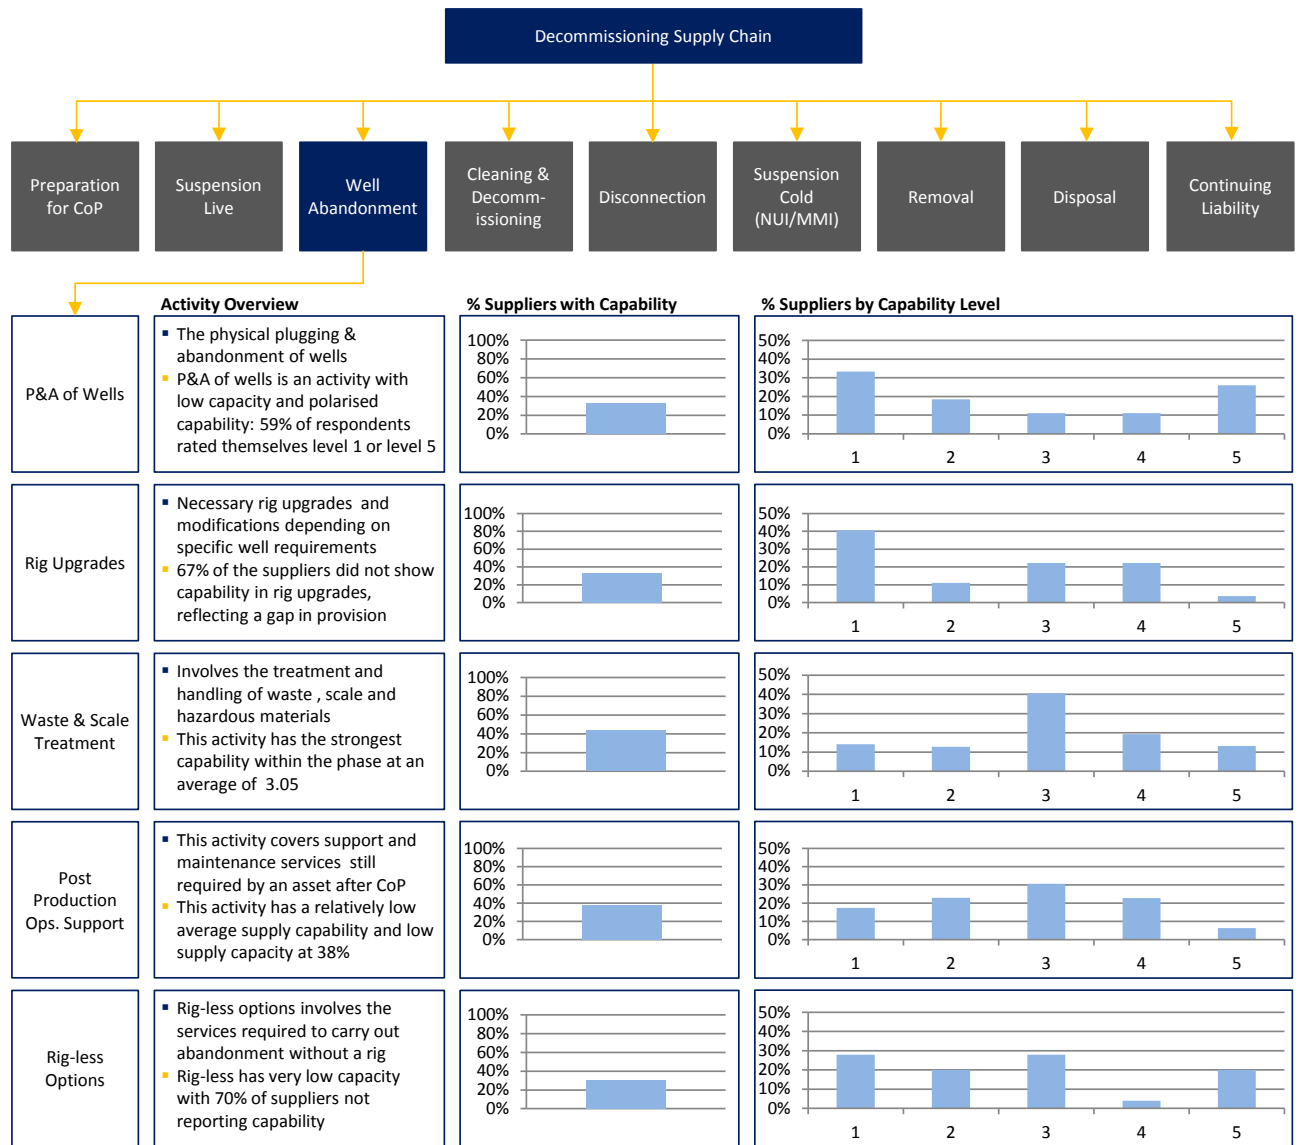 Decommissioning Supply Chain
Preparation
for CoP
Suspension
Live
Well
Abandonment
Cleaning &
Decomm-
issioning
Disconnection
Suspension
Cold
(NUI/MMI)
Removal
Disposal
Continuing
Liability
Activity Overview
% Suppliers with Capability
% Suppliers by Capability Level
P&A of Wells
▪ The physical plugging &
abandonment of wells
▪ P&A of wells is an activity with
low capacity and polarised
capability: 59% of respondents
rated themselves level 1 or level 5
100%
80%
60%
40%
20%
0%
50%
40%
30%
20%
10%
0%
1 2 3 4 5
Rig Upgrades
▪ Necessary rig upgrades and
modifications depending on
specific well requirements
▪ 67% of the suppliers did not show
capability in rig upgrades,
reflecting a gap in provision
100%
80%
60%
40%
20%
0%
50%
40%
30%
20%
10%
0%
1 2 3 4 5
Waste & Scale
Treatment
▪ Involves the treatment and
handling of waste , scale and
hazardous materials
▪ This activity has the strongest
capability within the phase at an
average of 3.05
100%
80%
60%
40%
20%
0%
50%
40%
30%
20%
10%
0%
1 2 3 4 5
Post
Production
Ops. Support
▪ This activity covers support and
maintenance services still
required by an asset after CoP
▪ This activity has a relatively low
average supply capability and low
supply capacity at 38%
100%
80%
60%
40%
20%
0%
50%
40%
30%
20%
10%
0%
1 2 3 4 5
Rig-less
Options
▪ Rig-less options involves the
services required to carry out
abandonment without a rig
▪ Rig-less has very low capacity
with 70% of suppliers not
reporting capability
100%
80%
60%
40%
20%
0%
50%
40%
30%
20%
10%
0%
1 2 3 4 5